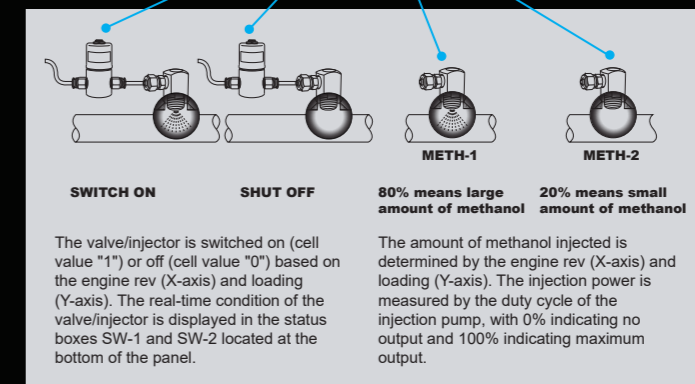 METH-1
METH-2
SWITCH ON
SHUT OFF
80% means large
amount of methanol
20% means small
amount of methanol
The valve/injector is switched on (cell
value "1") or off (cell value "0") based on
the engine rev (X-axis) and loading
(Y-axis). The real-time condition of the
valve/injector is displayed in the status
boxes SW-1 and SW-2 located at the
bottom of the panel.
The amount of methanol injected is
determined by the engine rev (X-axis) and
loading (Y-axis). The injection power is
measured by the duty cycle of the
injection pump, with 0% indicating no
output and 100% indicating maximum
output.